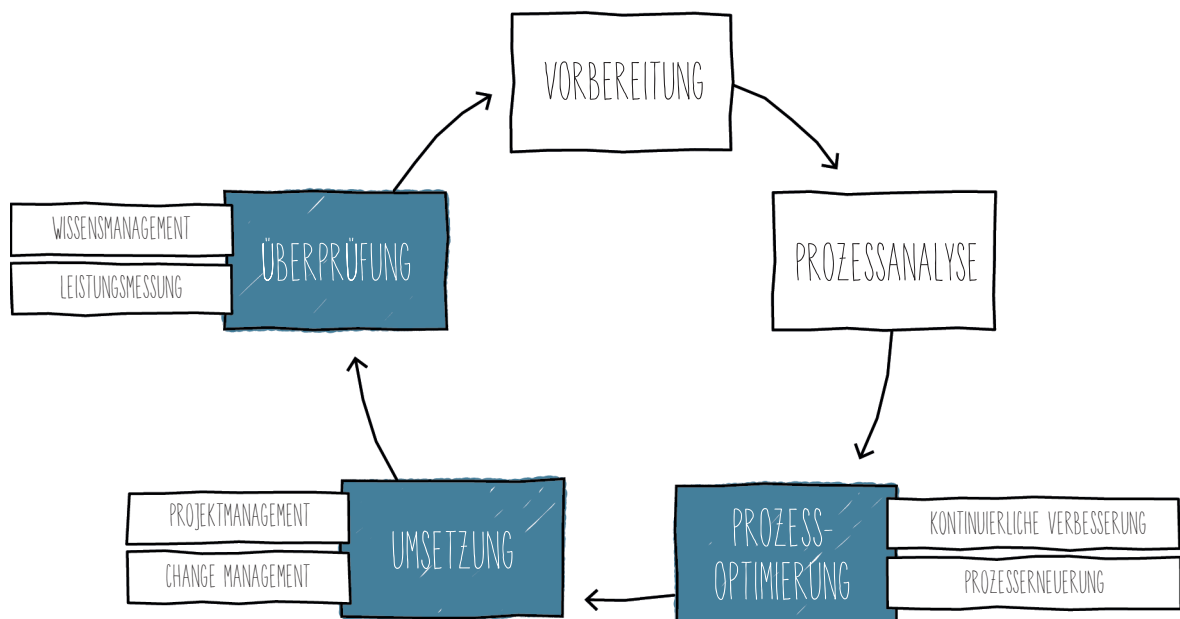 VORBEREITUNG
PROZESSANALYSE
PROZESS-
OPTIMIERUNG
KONTINUIERLICHE VERBESSERUNG
PROZESSERNEUERUNG
UMSETZUNG
PROJEKTMANAGEMENT
CHANGE MANAGEMENT
ÜBERPRÜFUNG
WISSENSMANAGEMENT
LEISTUNGSMESSUNG